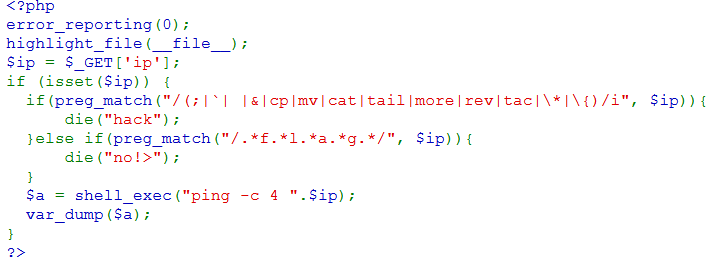 <?php
error_reporting(0);
highlight_file(__file__);
$ip = $_GET['ip'];
if (isset($ip)) {
  if(preg_match("/(;|`| |&|cp|mv|cat|tail|more|rev|tac|\*|\{)/i", $ip)){
      die("hack");
  }else if(preg_match("/.*f.*l.*a.*g.*/", $ip)){
      die("no!>");
  }
  $a = shell_exec("ping -c 4 ".$ip);
  var_dump($a);
}
?>